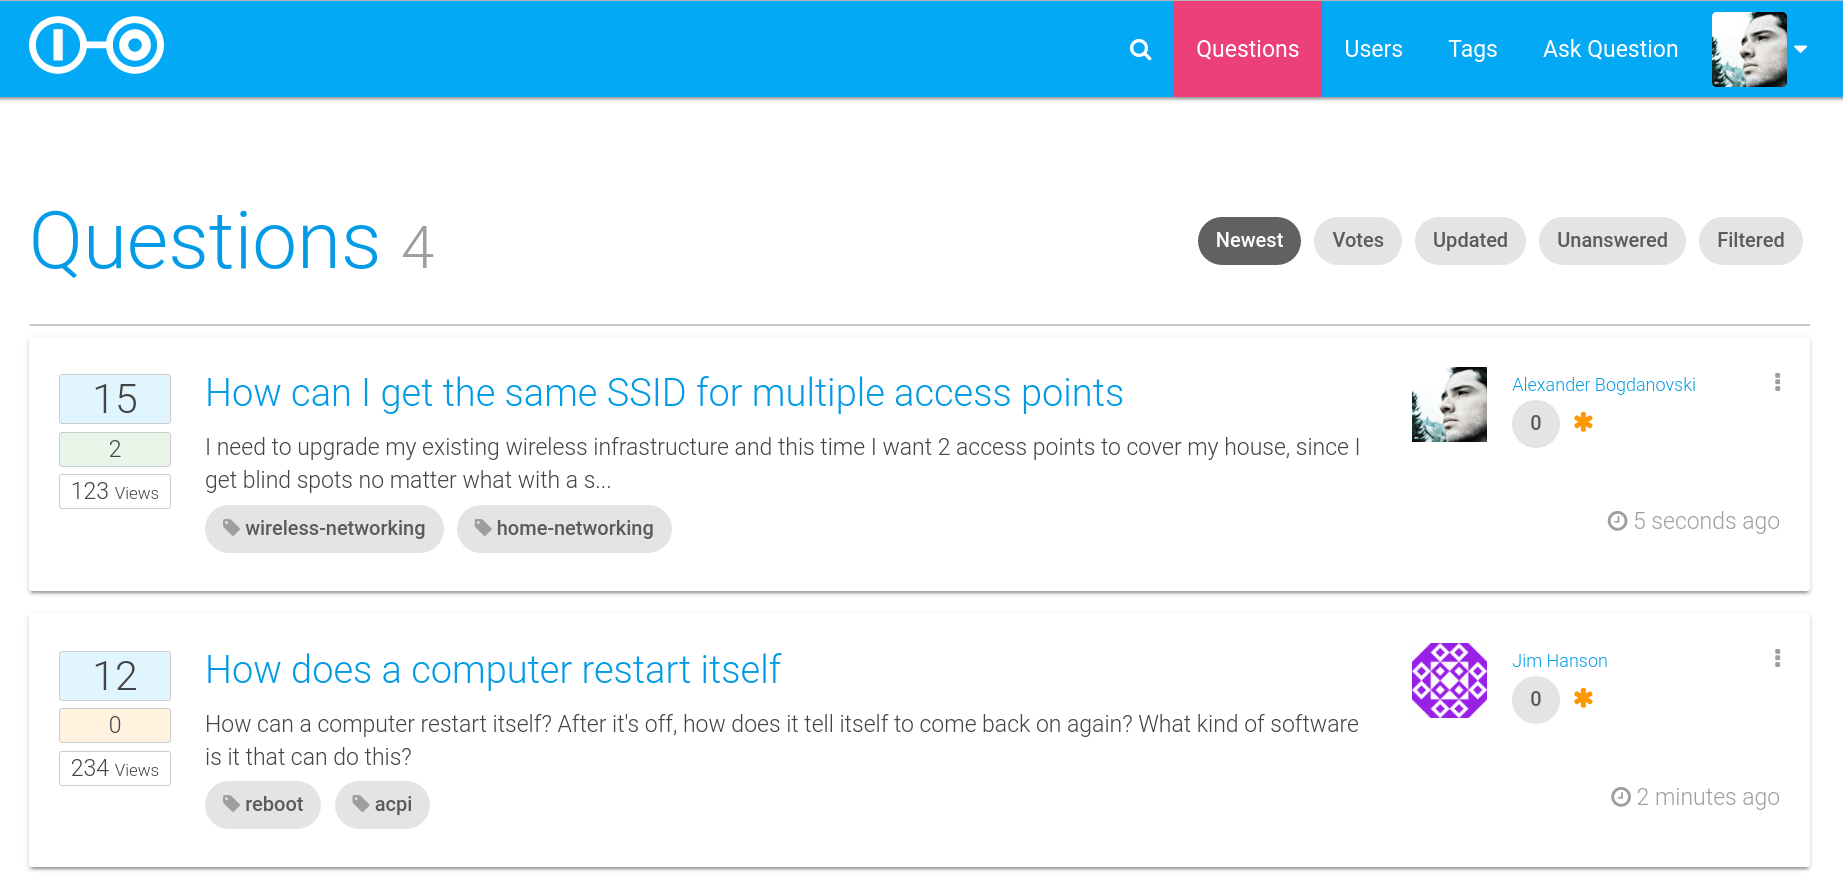 Questions Users Tags Ask Question
Questions 4
Newest Votes Updated Unanswered Filtered
15
2
123 Views
How can I get the same SSID for multiple access points
I need to upgrade my existing wireless infrastructure and this time I want 2 access points to cover my house, since I
get blind spots no matter what with a s...
wireless-networking home-networking
Alexander Bogdanovski
0
5 seconds ago
12
0
234 Views
How does a computer restart itself
How can a computer restart itself? After it's off, how does it tell itself to come back on again? What kind of software
is it that can do this?
reboot acpi
Jim Hanson
0
2 minutes ago